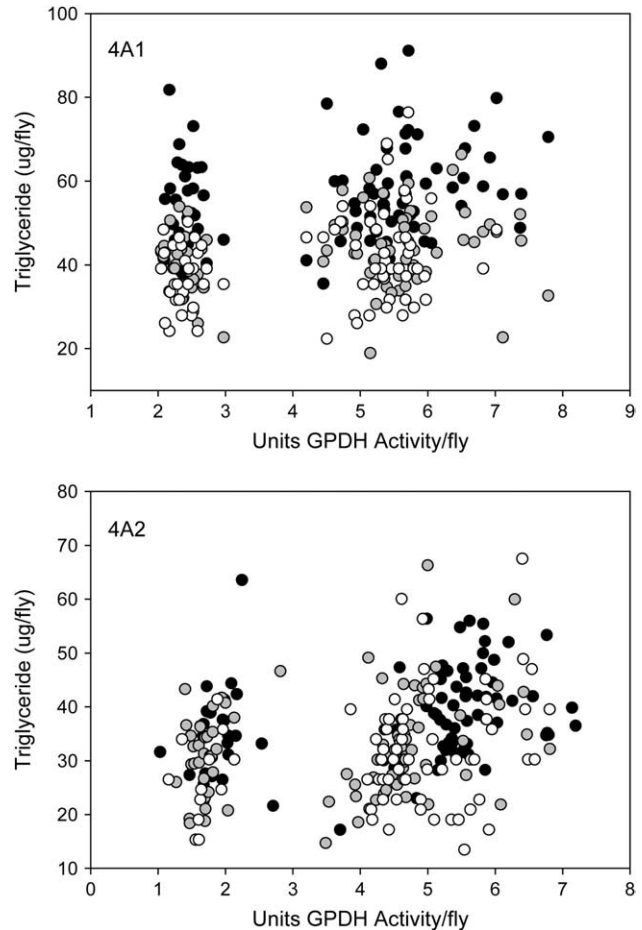 100
80
60
40
20
4A1
Triglyceride (ug/fly)
1 2 3 4 5 6 7 8 9
Units GPDH Activity/fly
80
70
60
50
40
30
20
10
4A2
Triglyceride (ug/fly)
0 1 2 3 4 5 6 7 8
Units GPDH Activity/fly